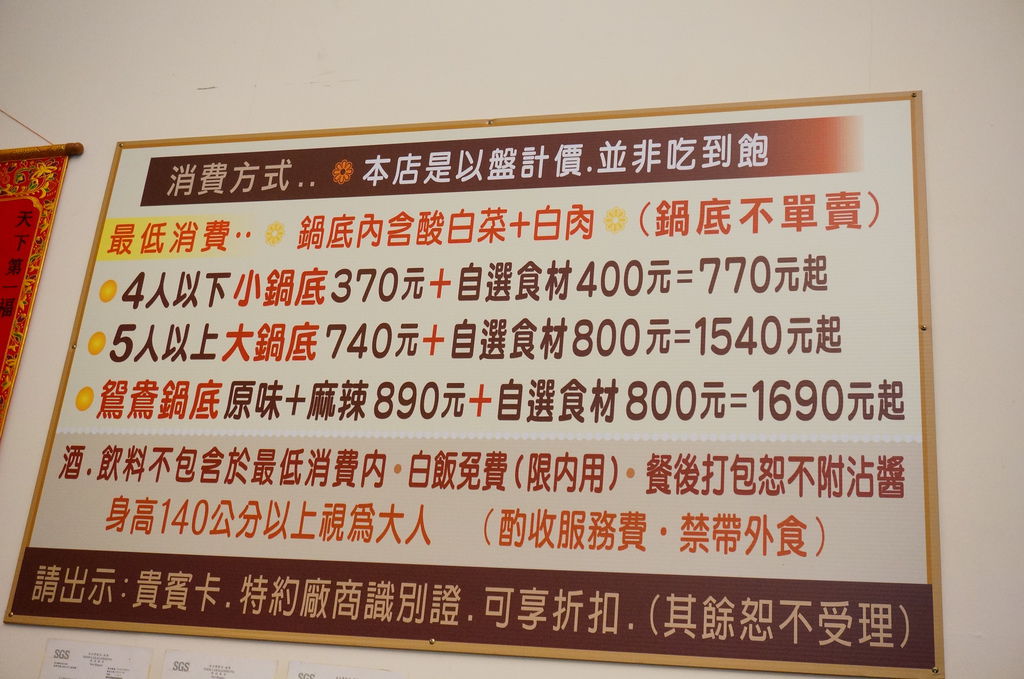 消費方式‥ 本店是以盤計價.並非吃到飽
最低消費‥ 鍋底內含酸白菜+白肉 (鍋底不單賣)
4人以下小鍋底370元+自選食材400元=770元起
5人以上大鍋底740元+自選食材800元=1540元起
鴛鴦鍋底原味+麻辣890元+自選食材800元=1690元起
酒.飲料不包含於最低消費內·白飯免費(限內用)·餐後打包恕不附沾醬
身高140公分以上視為大人 (酌收服務費·禁帶外食)
請出示:貴賓卡.特約廠商識別證.可享折扣.(其餘恕不受理)
天下第一福
SGS
SGS
SGS